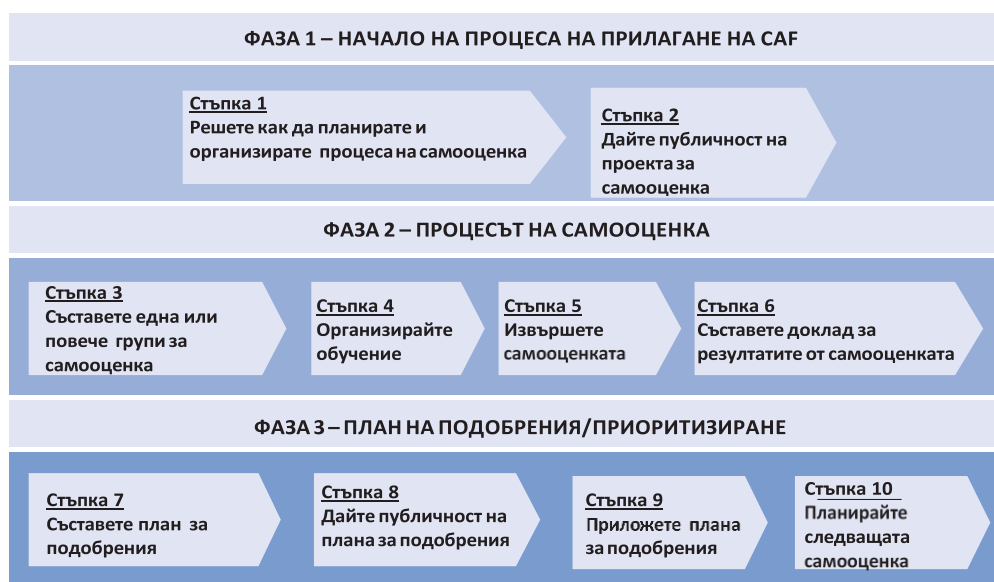 ФАЗА 1 – НАЧАЛО НА ПРОЦЕСА НА ПРИЛАГАНЕ НА CAF
Стъпка 1
Решете как да планирате и
организирате процеса на самооценка
Стъпка 2
Дайте публичност на
проекта за
самооценка
ФАЗА 2 – ПРОЦЕСЪТ НА САМООЦЕНКА
Стъпка 3
Съставете една или
повече групи за
самооценка
Стъпка 4
Организирайте
обучение
Стъпка 5
Извършете
самооценката
Стъпка 6
Съставете доклад за
резултатите от самооценката
ФАЗА 3 – ПЛАН НА ПОДОБРЕНИЯ/ПРИОРИТИЗИРАНЕ
Стъпка 7
Съставете план за
подобрения
Стъпка 8
Дайте публичност на
плана за подобрения
Стъпка 9
Приложете плана
за подобрения
Стъпка 10
Планирайте
следващата
самооценка